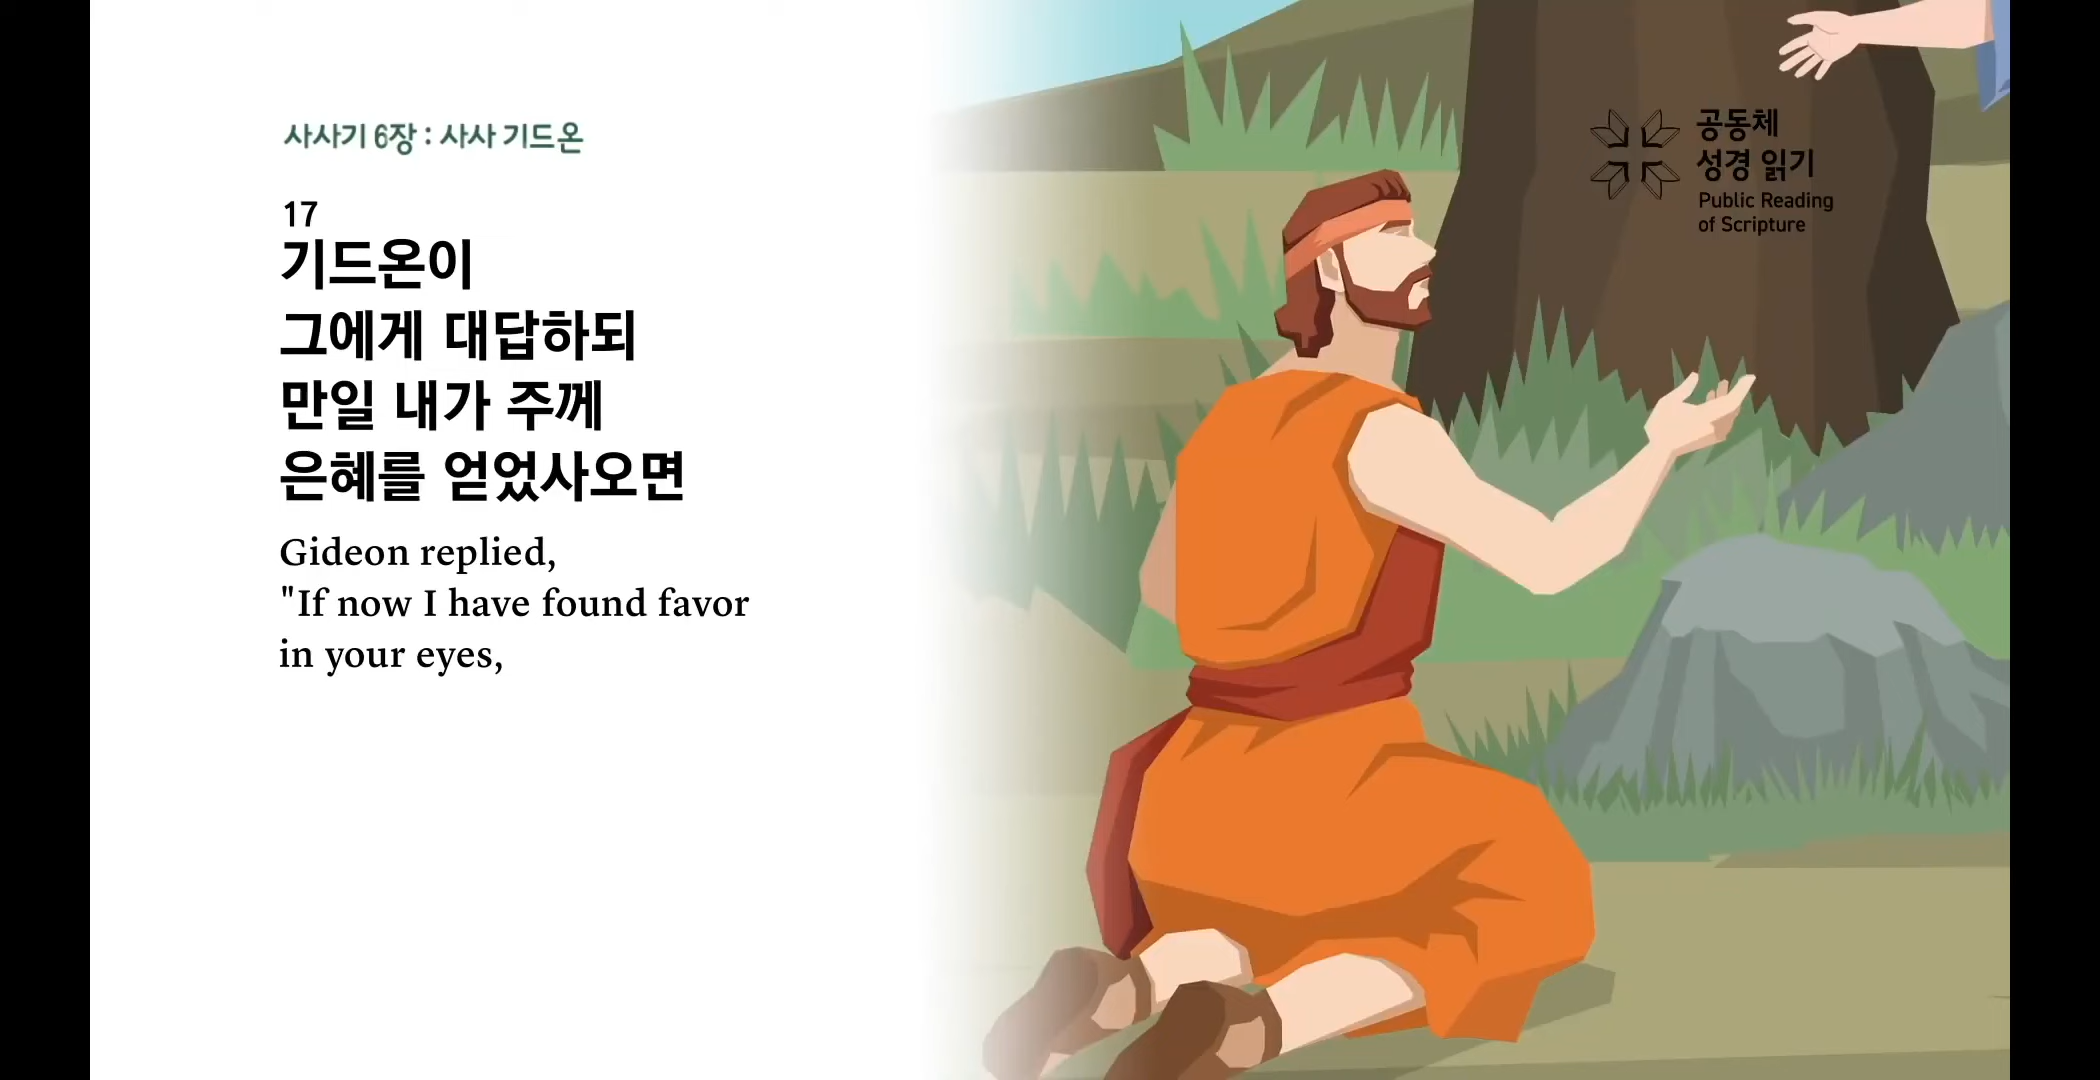 사사기 6장 : 사사 기드온
17
기드온이
그에게 대답하되
만일 내가 주께
은혜를 얻었사오면
Gideon replied,
"If now I have found favor
in your eyes,
공동체
성경 읽기
Public Reading
of Scripture